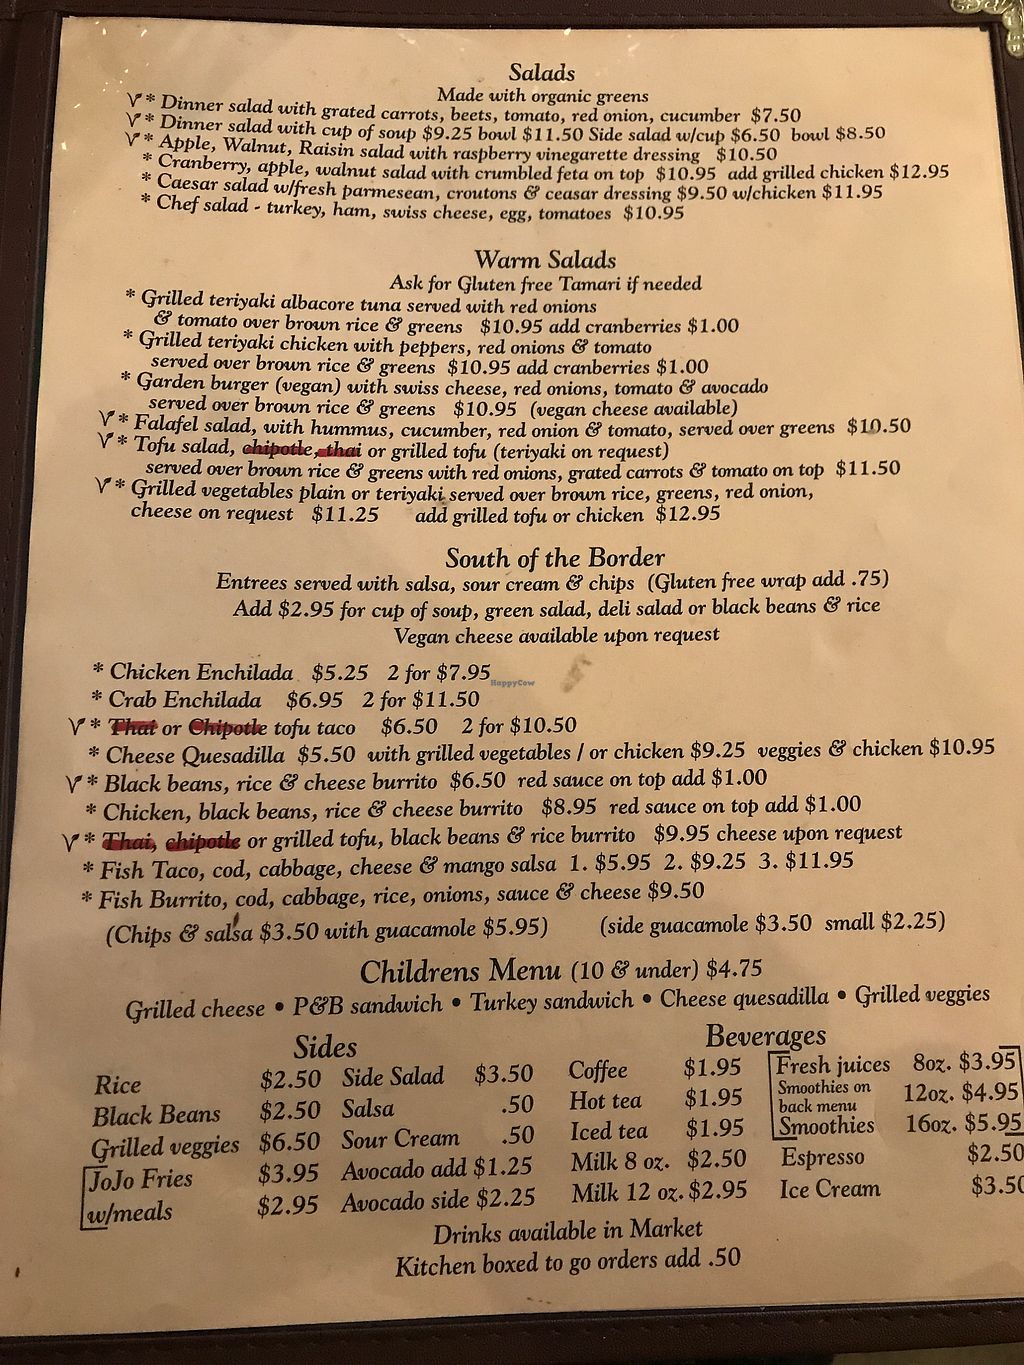 Salads
Made with organic greens
V * Dinner salad with grated carrots, beets, tomato, red onion, cucumber $7.50
V * Dinner salad with cup of soup $9.25 bowl $11.50 Side salad w/cup $6.50 bowl $8.50
V * Apple, Walnut, Raisin salad with raspberry vinegarette dressing $10.50
* Cranberry, apple, walnut salad with crumbled feta on top $10.95 add grilled chicken $12.95
* Caesar salad w/fresh parmesean, croutons & ceasar dressing $9.50 w/chicken $11.95
* Chef salad - turkey, ham, swiss cheese, egg, tomatoes $10.95
Warm Salads
Ask for Gluten free Tamari if needed
* Grilled teriyaki albacore tuna served with red onions
& tomato over brown rice & greens $10.95 add cranberries $1.00
* Grilled teriyaki chicken with peppers, red onions & tomato
served over brown rice & greens $10.95 add cranberries $1.00
* Garden burger (vegan) with swiss cheese, red onions, tomato & avocado
served over brown rice & greens $10.95 (vegan cheese available)
V * Falafel salad, with hummus, cucumber, red onion & tomato, served over greens $10.50
V * Tofu salad, chipotle, thai or grilled tofu (teriyaki on request)
served over brown rice & greens with red onions, grated carrots & tomato on top $11.50
V * Grilled vegetables plain or teriyaki served over brown rice, greens, red onion,
cheese on request $11.25 add grilled tofu or chicken $12.95
South of the Border
Entrees served with salsa, sour cream & chips (Gluten free wrap add .75)
Add $2.95 for cup of soup, green salad, deli salad or black beans & rice
Vegan cheese available upon request
* Chicken Enchilada $5.25 2 for $7.95
HappyCow
* Crab Enchilada $6.95 2 for $11.50
V * Thai or Chipotle tofu taco $6.50 2 for $10.50
* Cheese Quesadilla $5.50 with grilled vegetables / or chicken $9.25 veggies & chicken $10.95
V * Black beans, rice & cheese burrito $6.50 red sauce on top add $1.00
* Chicken, black beans, rice & cheese burrito $8.95 red sauce on top add $1.00
V * Thai, chipotle or grilled tofu, black beans & rice burrito $9.95 cheese upon request
* Fish Taco, cod, cabbage, cheese & mango salsa 1. $5.95 2. $9.25 3. $11.95
* Fish Burrito, cod, cabbage, rice, onions, sauce & cheese $9.50
(Chips & salsa $3.50 with guacamole $5.95) (side guacamole $3.50 small $2.25)
Childrens Menu (10 & under) $4.75
Grilled cheese • P&B sandwich • Turkey sandwich • Cheese quesadilla • Grilled veggies
Sides
Rice $2.50 Side Salad $3.50
Black Beans $2.50 Salsa .50
Grilled veggies $6.50 Sour Cream .50
JoJo Fries $3.95 Avocado add $1.25
w/meals $2.95 Avocado side $2.25
Beverages
Coffee $1.95 Fresh juices 8oz. $3.95
Hot tea $1.95 Smoothies on back menu 12oz. $4.95
Iced tea $1.95 Smoothies 16oz. $5.95
Milk 8 oz. $2.50 Espresso $2.50
Milk 12 oz. $2.95 Ice Cream $3.50
Drinks available in Market
Kitchen boxed to go orders add .50